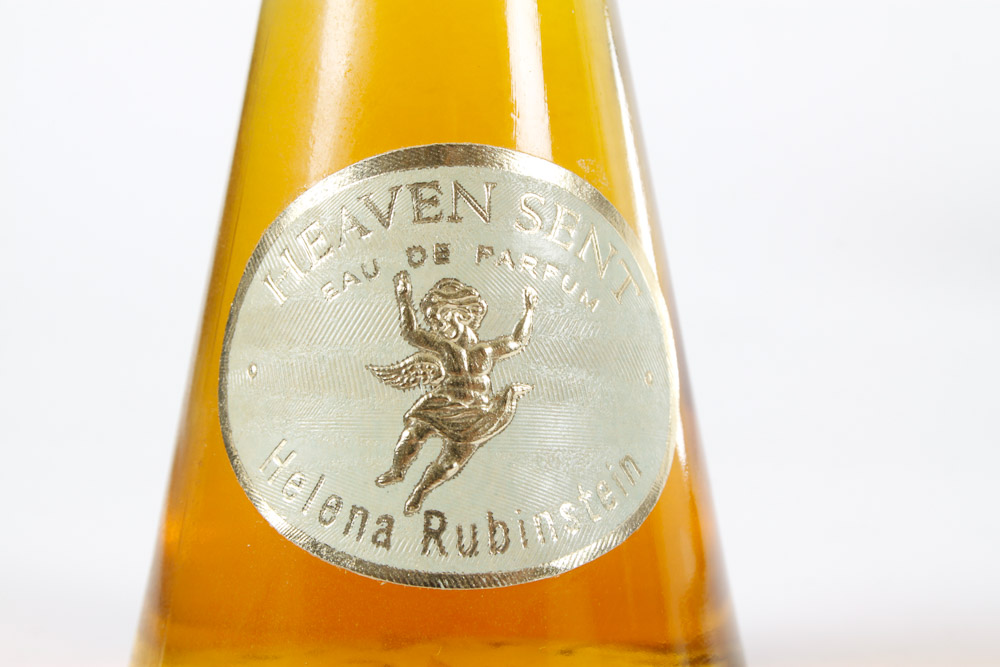 HEAVEN SENT
EAU DE PARFUM
Helena Rubinstein